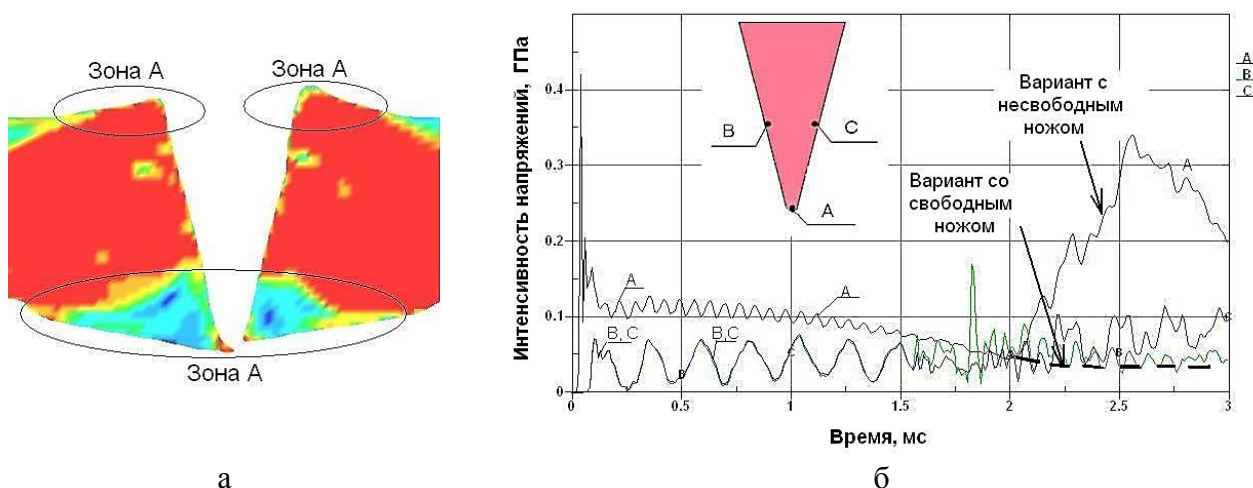 Зона А
Зона А
Зона А
а
Интенсивность напряжений, ГПа
0.4
0.3
0.2
0.1
0
B
C
A
Вариант с
несвободным
ножом
Вариант со
свободным
ножом
A
B
C
A
A
A
B,C
B,C
C
B
A
B
C
0
0.5
1
1.5
2
2.5
3
Время, мс
б